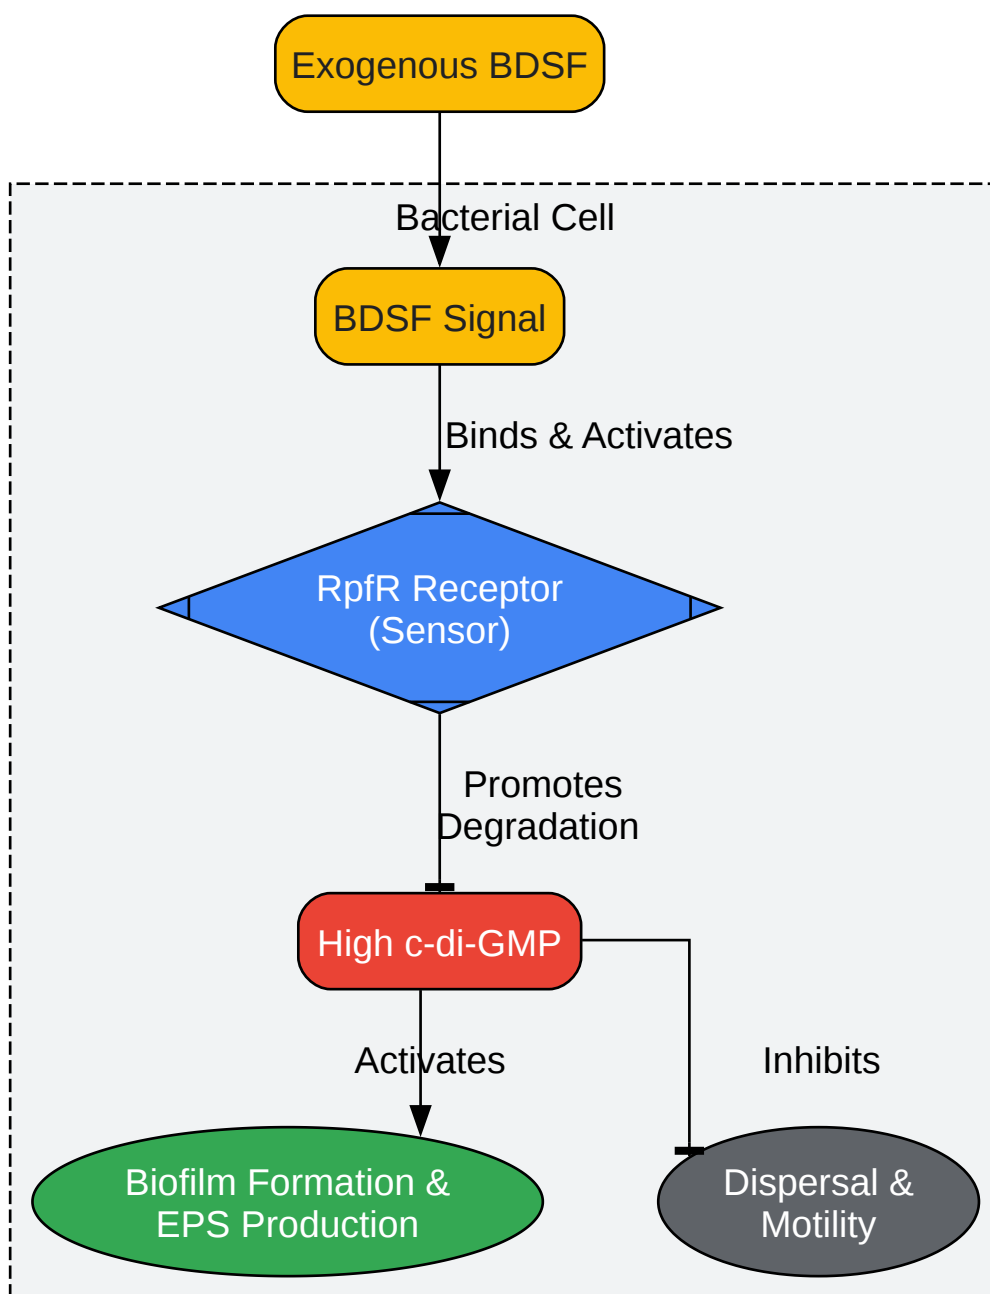 Exogenous BDSF
Bacterial Cell
BDSF Signal
Binds & Activates
RpfR Receptor
(Sensor)
Promotes
Degradation
High c-di-GMP
Activates
Inhibits
Biofilm Formation &
EPS Production
Dispersal &
Motility